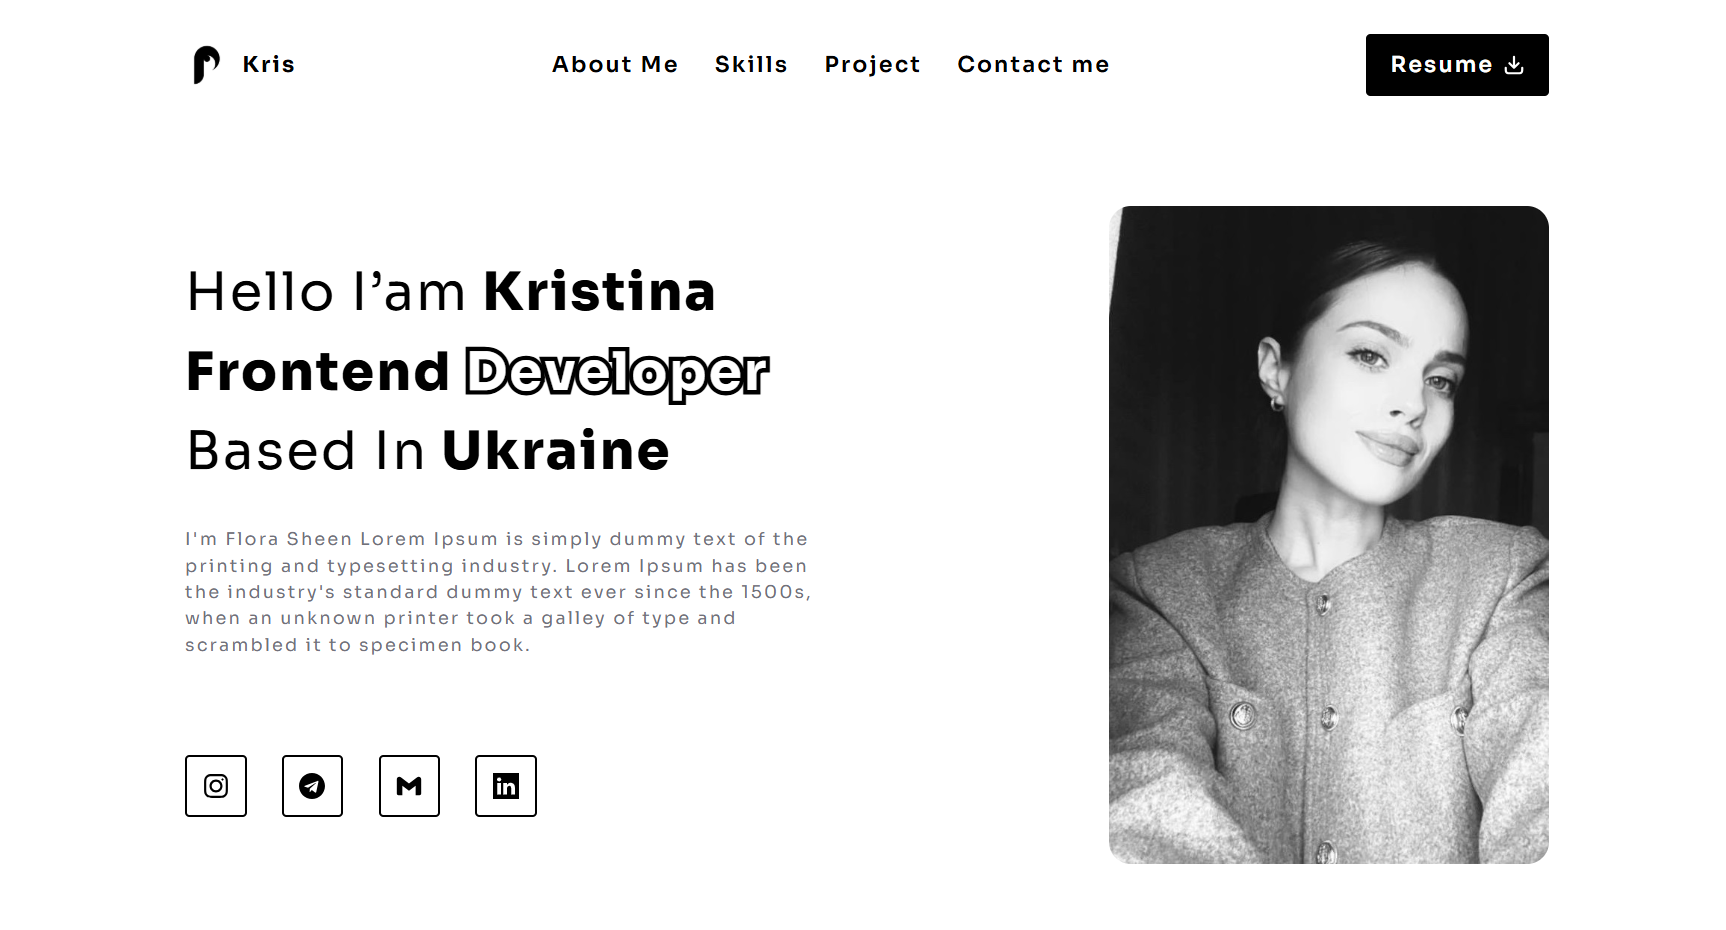 Kris
About Me Skills Project Contact me
Resume
Hello I’am Kristina
Frontend Developer
Based In Ukraine
I'm Flora Sheen Lorem Ipsum is simply dummy text of the
printing and typesetting industry. Lorem Ipsum has been
the industry's standard dummy text ever since the 1500s,
when an unknown printer took a galley of type and
scrambled it to specimen book.